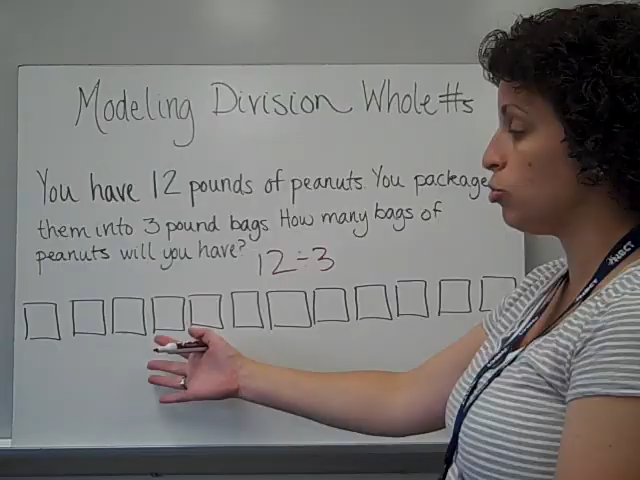 Modeling Division Whole #s
You have 12 pounds of peanuts. You package
them into 3 pound bags. How many bags of
peanuts will you have? 12÷3